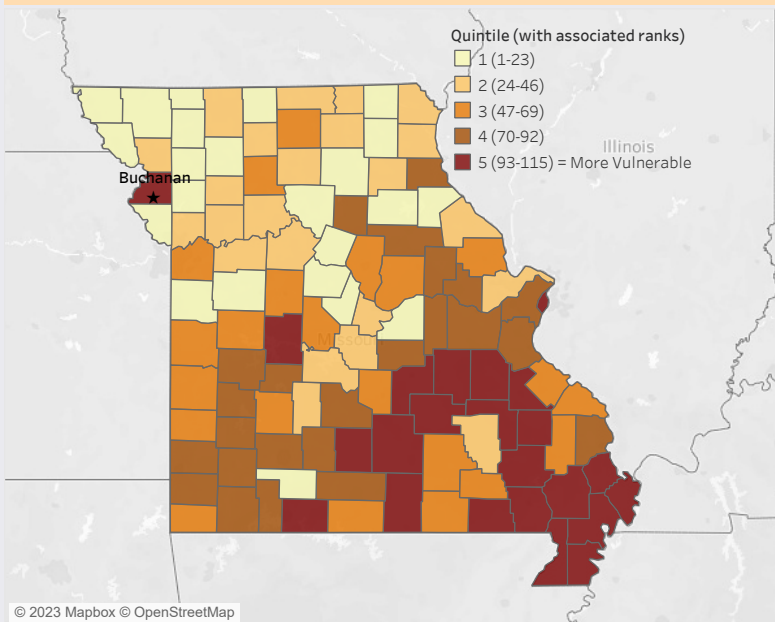 Quintile (with associated ranks)
1 (1-23)
2 (24-46)
3 (47-69)
4 (70-92)
5 (93-115) = More Vulnerable
Illinois
Buchanan
Missouri
© 2023 Mapbox © OpenStreetMap